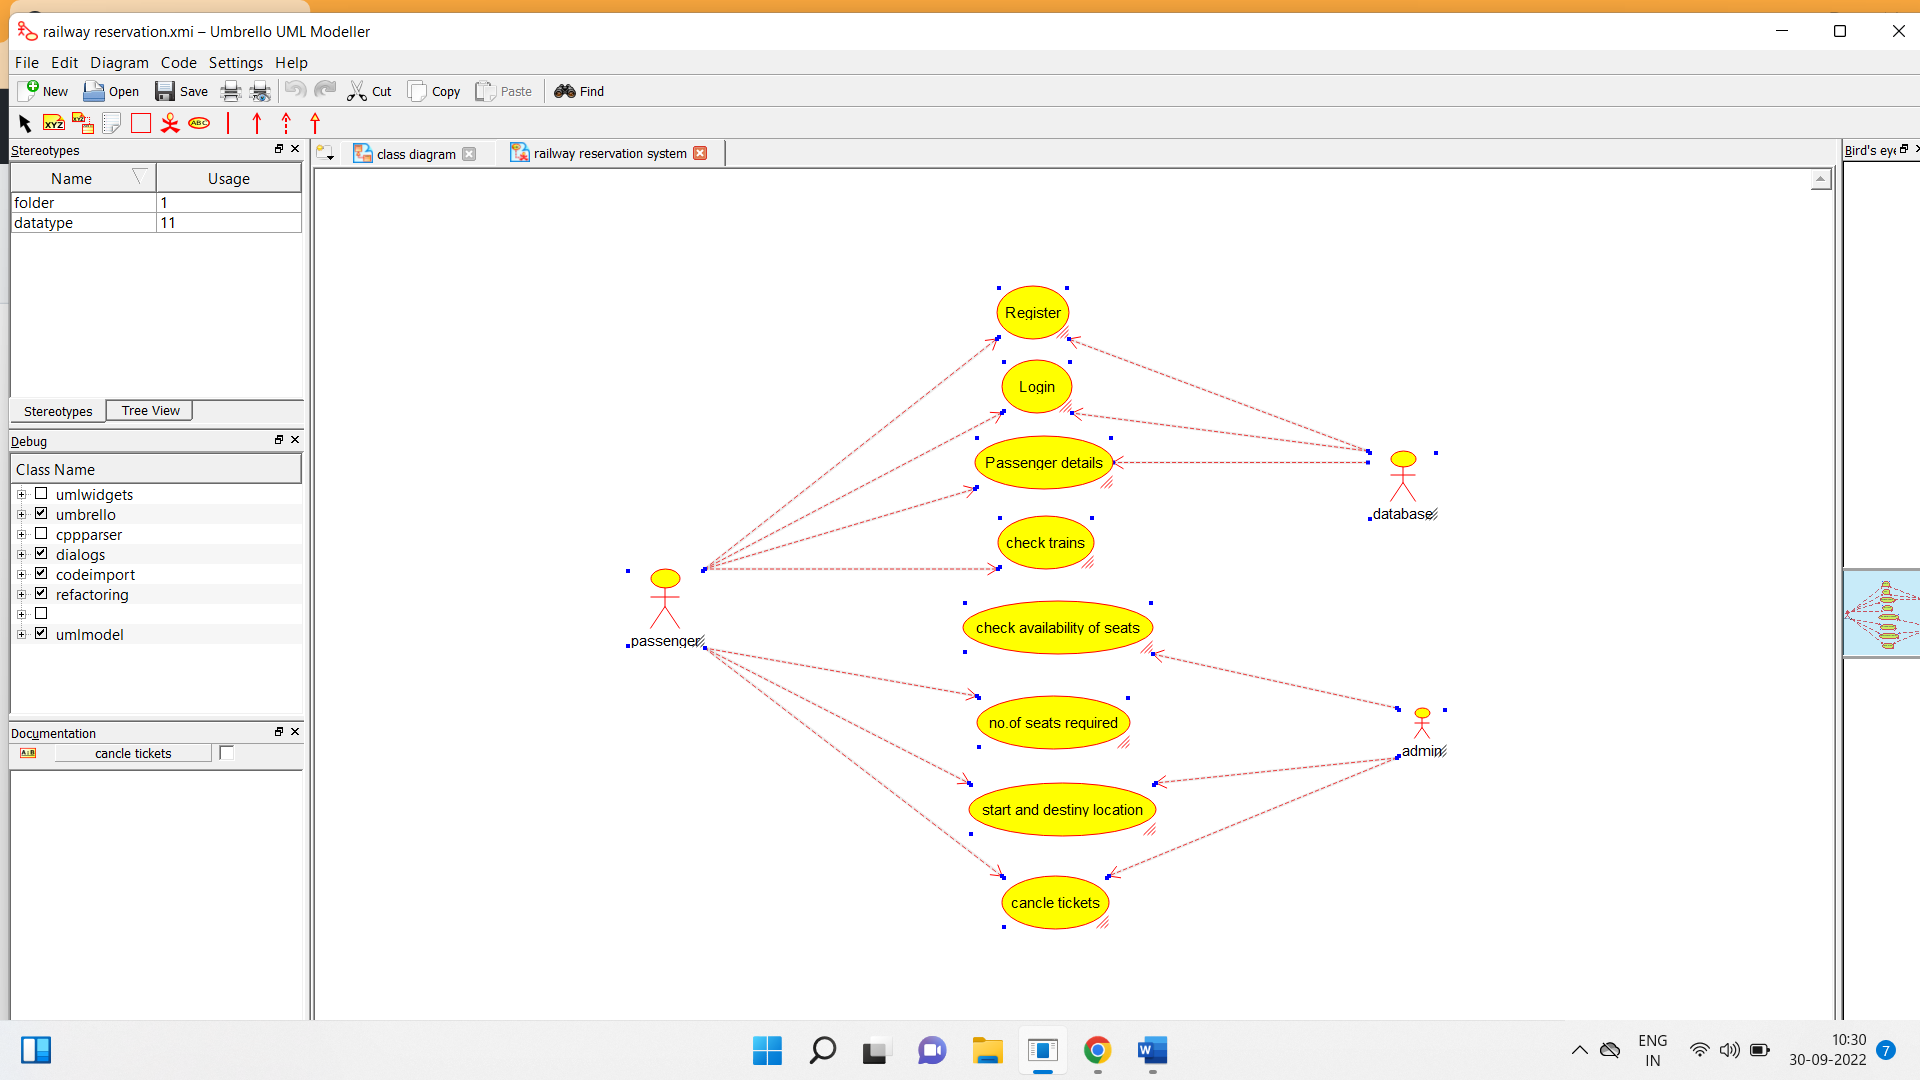 railway reservation.xmi – Umbrello UML Modeller
File Edit Diagram Code Settings Help
New Open Save Cut Copy Paste Find
XYZ XYZ ABC
Stereotypes
Name Usage
folder 1
datatype 11
Stereotypes Tree View
Debug
Class Name
umlwidgets
umbrello
cppparser
dialogs
codeimport
refactoring
umlmodel
Documentation
A:B cancle tickets
class diagram railway reservation system
Register
Login
Passenger details
check trains
check availability of seats
no.of seats required
start and destiny location
cancle tickets
passenger
database
admin
Bird's eye
W
ENG
IN
10:30
30-09-2022
7